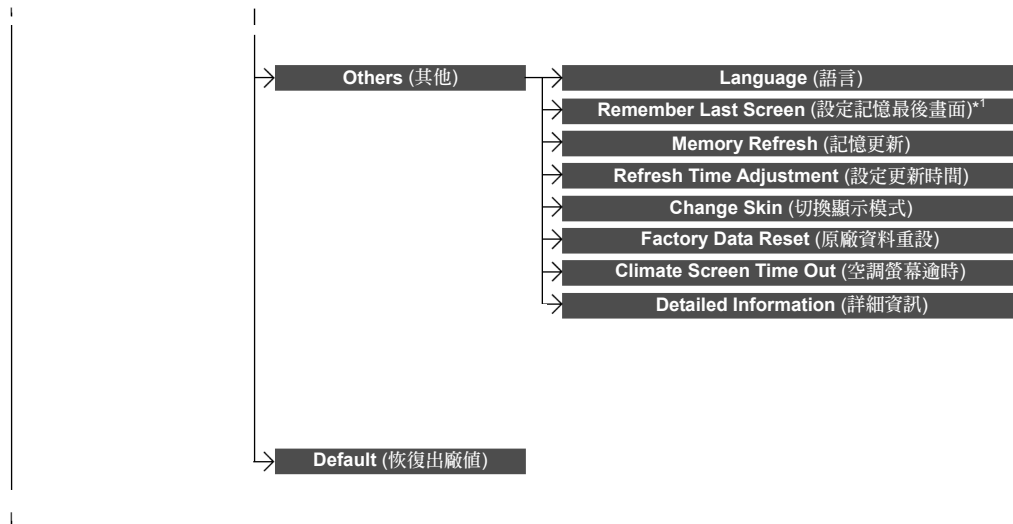 Others (其他)
Language (語言)
Remember Last Screen (設定記憶最後畫面)*1
Memory Refresh (記憶更新)
Refresh Time Adjustment (設定更新時間)
Change Skin (切換顯示模式)
Factory Data Reset (原廠資料重設)
Climate Screen Time Out (空調螢幕逾時)
Detailed Information (詳細資訊)
Default (恢復出廠值)